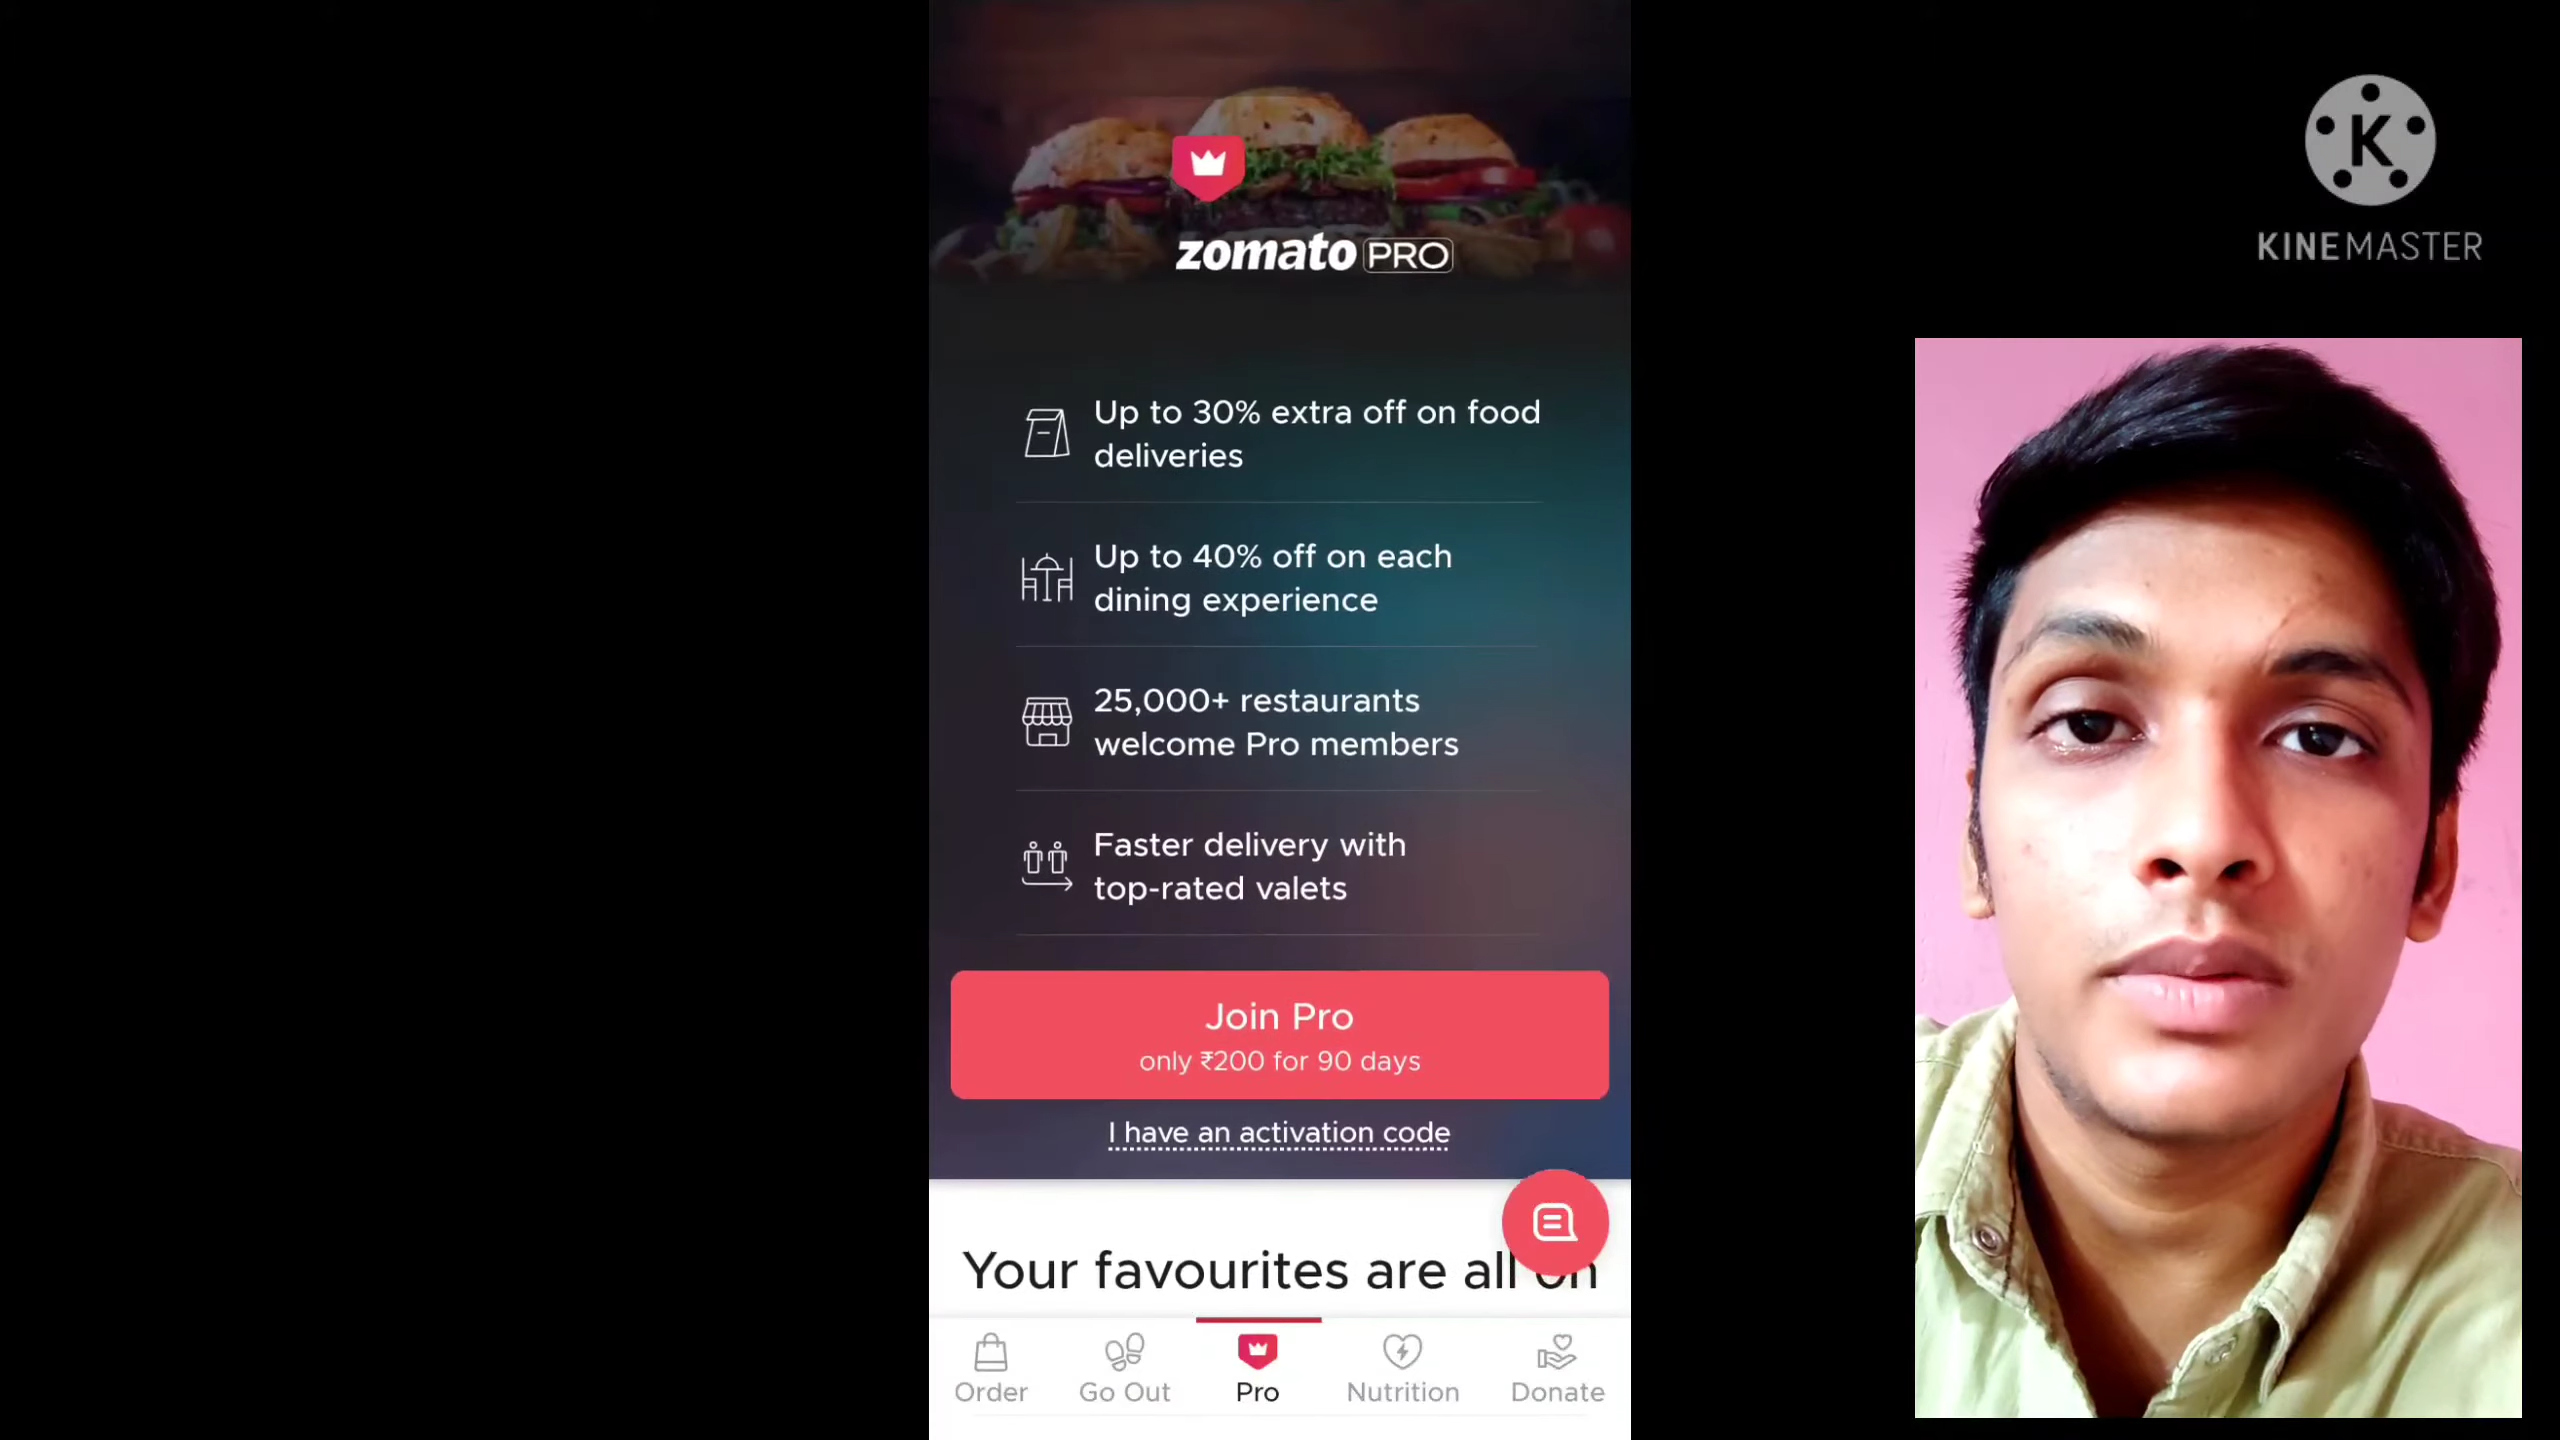 zomato PRO
Up to 30% extra off on food
deliveries
Up to 40% off on each
dining experience
25,000+ restaurants
welcome Pro members
Faster delivery with
top-rated valets
Join Pro
only ₹200 for 90 days
I have an activation code
Your favourites are all on
Order
Go Out
Pro
Nutrition
Donate
K
KINEMASTER